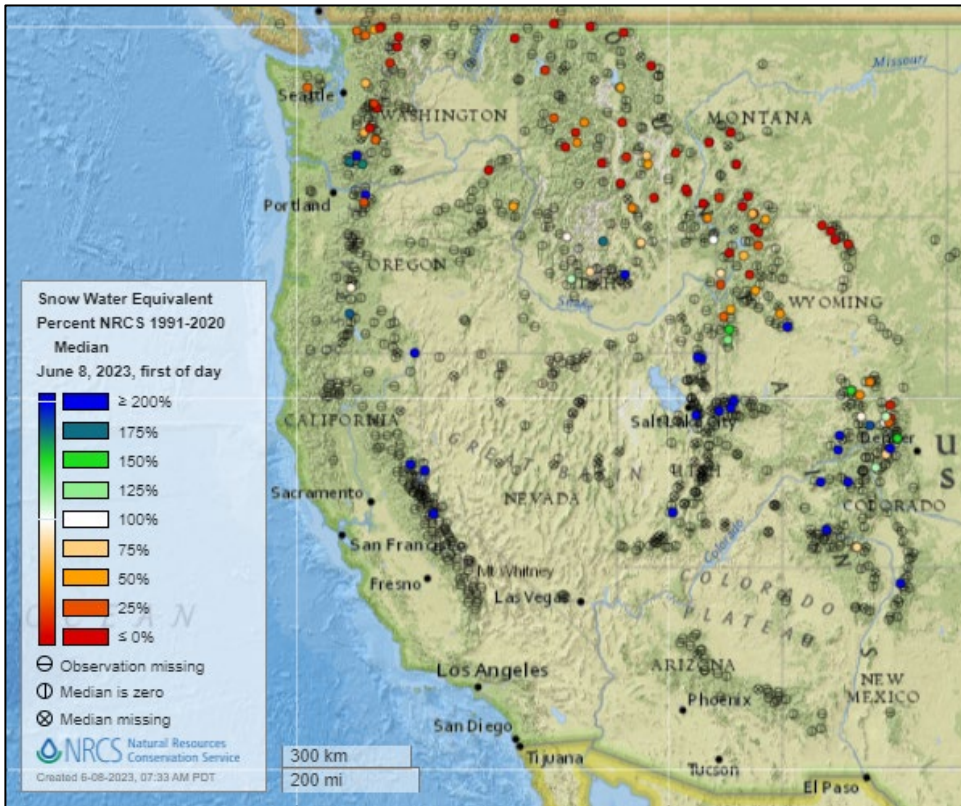 Snow Water Equivalent
Percent NRCS 1991-2020
Median
June 8, 2023, first of day
≥ 200%
175%
150%
125%
100%
75%
50%
25%
≤ 0%
Observation missing
Median is zero
Median missing
NRCS Natural Resources
Conservation Service
Created 6-08-2023, 07:33 AM PDT
300 km
200 mi
Seattle
WASHINGTON
Missouri
MONTANA
Portland
OREGON
Snake
WYOMING
CALIFORNIA
Salt Lake City
Denver
U
S
GREAT BASIN
UTAH
NEVADA
Sacramento
COLORADO
Colorado
San Francisco
Mt Whitney
Fresno
Las Vegas
COLORADO
PLATEAU
OCEAN
Los Angeles
ARIZONA
Phoenix
NEW
MEXICO
San Diego
Tijuana
Tucson
El Paso